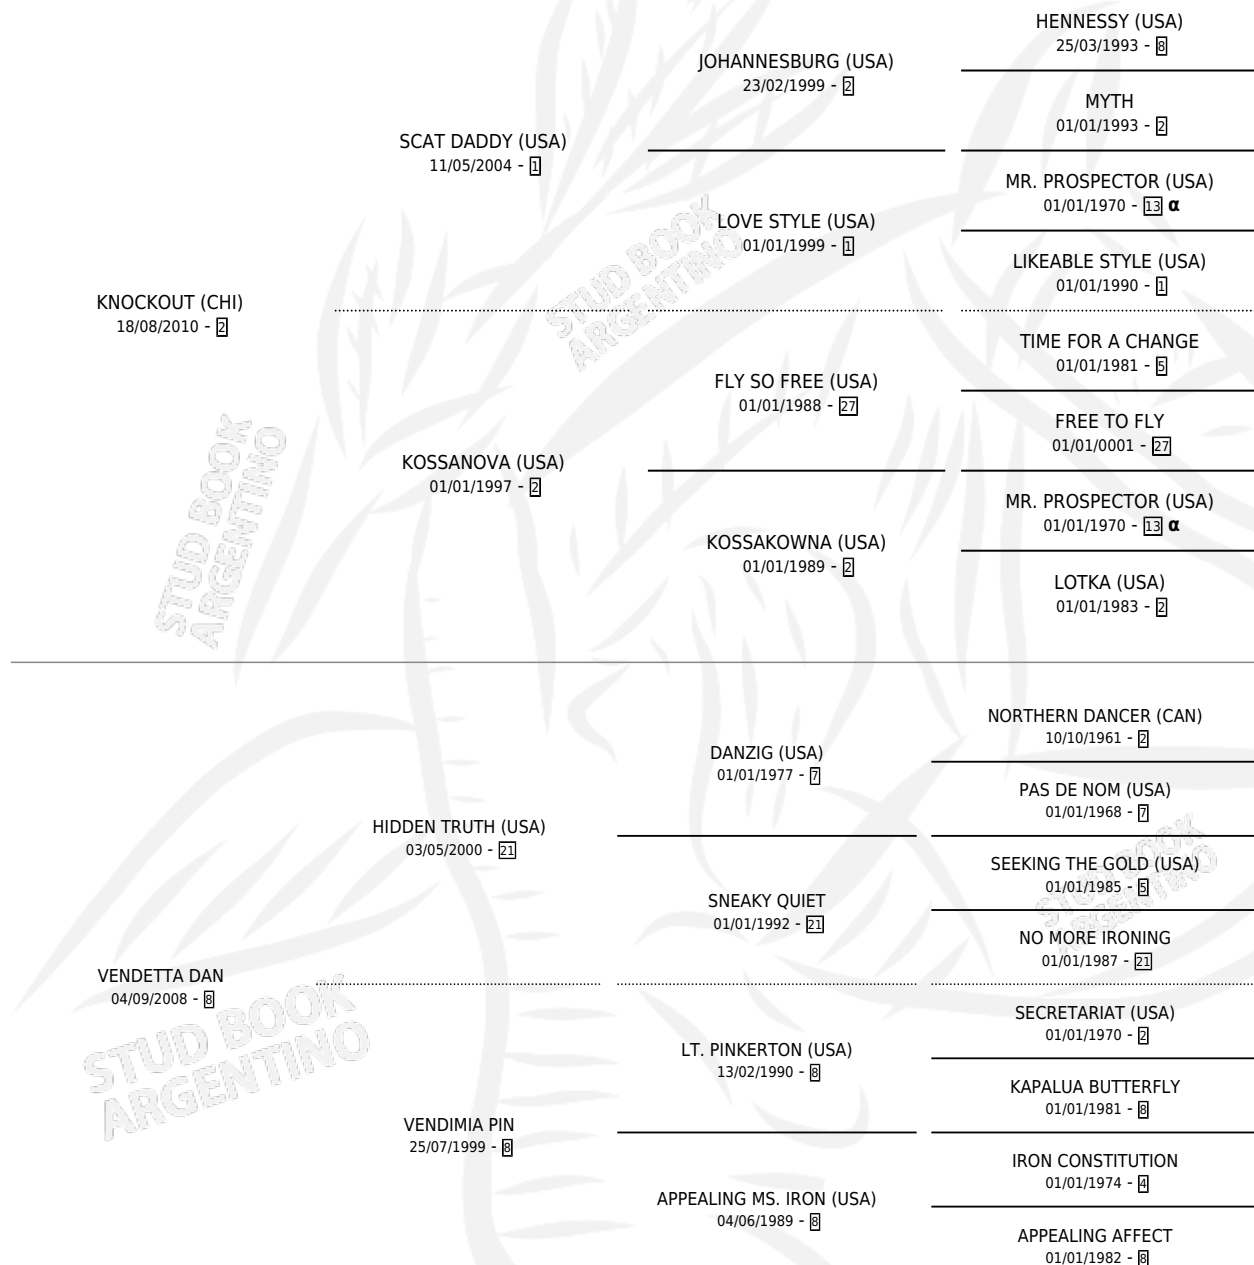 HENNESSY (USA)
25/03/1993 - 8
JOHANNESBURG (USA)
23/02/1999 - 2
MYTH
01/01/1993 - 2
SCAT DADDY (USA)
11/05/2004 - 1
MR. PROSPECTOR (USA)
01/01/1970 - 13 α
LOVE STYLE (USA)
01/01/1999 - 1
LIKEABLE STYLE (USA)
01/01/1990 - 1
STUD BOOK
ARGENTINO
KNOCKOUT (CHI)
18/08/2010 - 2
TIME FOR A CHANGE
01/01/1981 - 5
FLY SO FREE (USA)
01/01/1988 - 27
FREE TO FLY
01/01/0001 - 27
KOSSANOVA (USA)
01/01/1997 - 2
MR. PROSPECTOR (USA)
01/01/1970 - 13 α
KOSSAKOWNA (USA)
01/01/1989 - 2
LOTKA (USA)
01/01/1983 - 2
STUD BOOK
ARGENTINO
NORTHERN DANCER (CAN)
10/10/1961 - 2
DANZIG (USA)
01/01/1977 - 7
PAS DE NOM (USA)
01/01/1968 - 7
HIDDEN TRUTH (USA)
03/05/2000 - 21
SEEKING THE GOLD (USA)
01/01/1985 - 5
STUD BOOK
ARGENTINO
SNEAKY QUIET
01/01/1992 - 21
NO MORE IRONING
01/01/1987 - 21
VENDETTA DAN
04/09/2008 - 8
STUD BOOK
ARGENTINO
SECRETARIAT (USA)
01/01/1970 - 2
LT. PINKERTON (USA)
13/02/1990 - 8
KAPALUA BUTTERFLY
01/01/1981 - 8
VENDIMIA PIN
25/07/1999 - 8
IRON CONSTITUTION
01/01/1974 - 4
APPEALING MS. IRON (USA)
04/06/1989 - 8
APPEALING AFFECT
01/01/1982 - 8